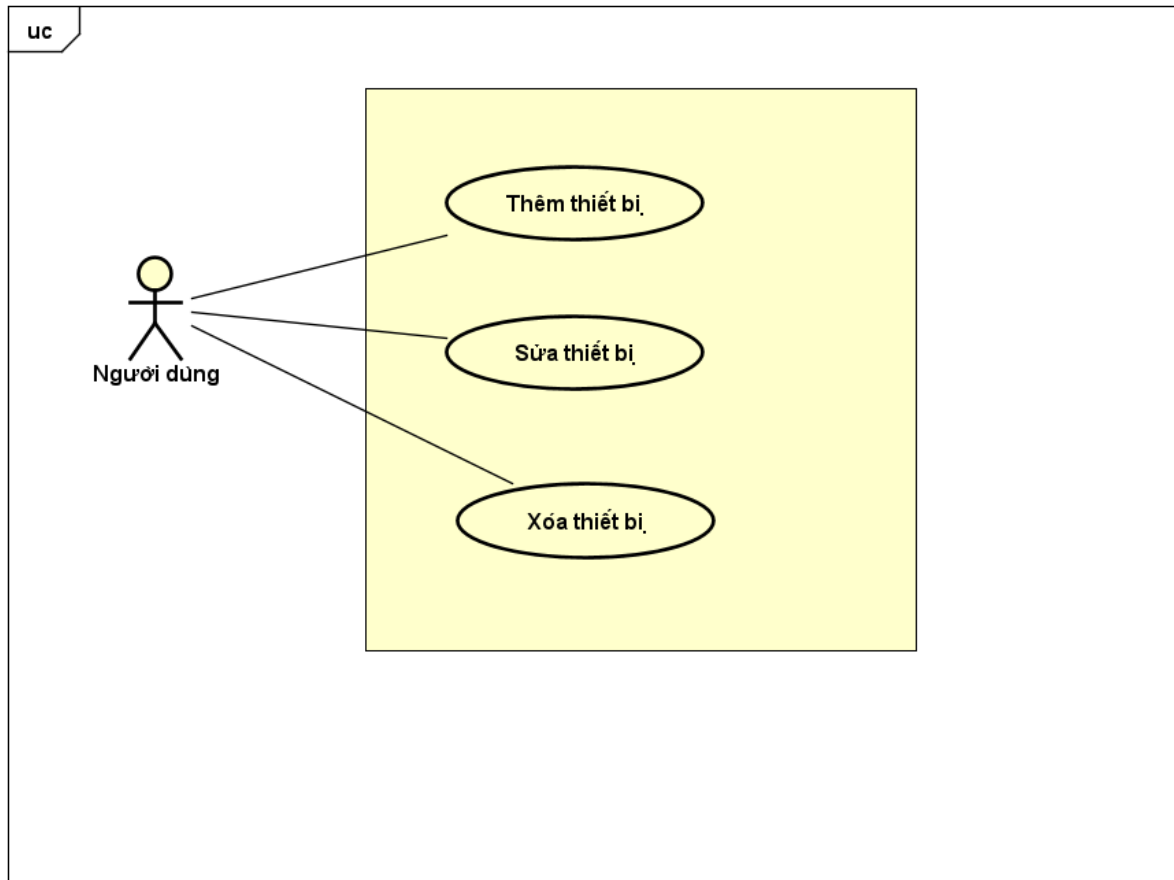 uc
Thêm thiết bị
Sửa thiết bị
Người dùng
Xóa thiết bị